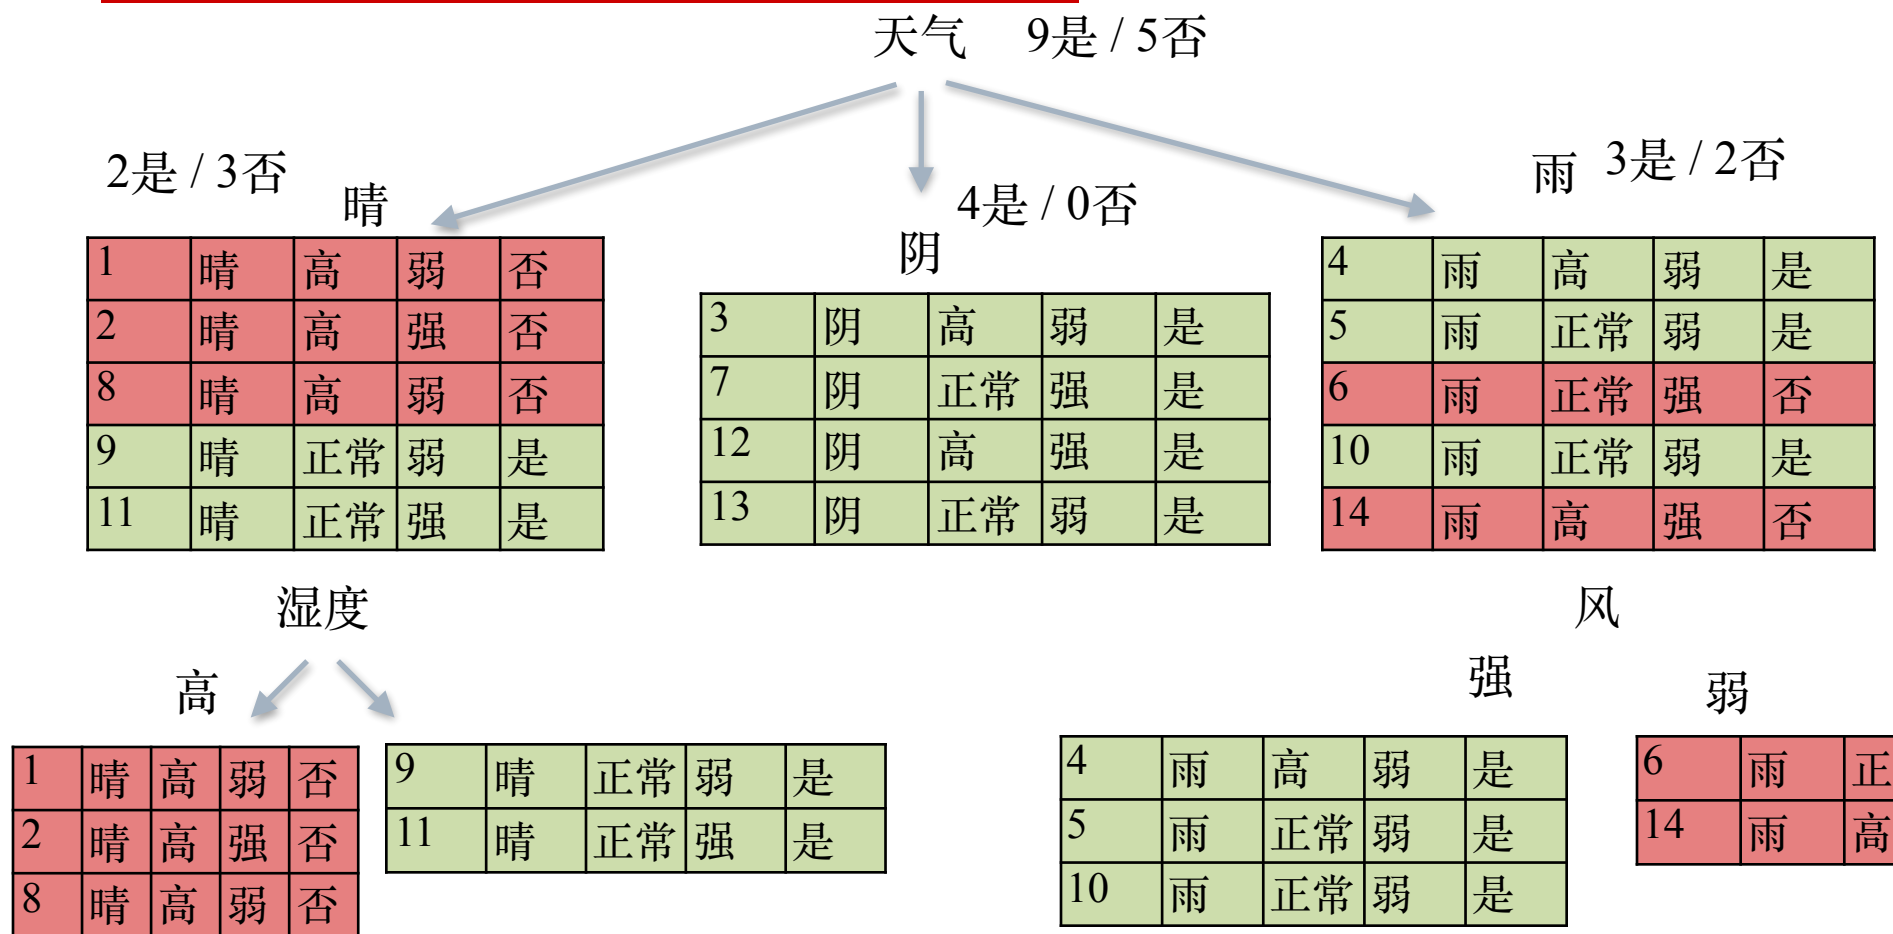 天气 9是 / 5否
2是 / 3否
晴
4是 / 0否
阴
雨 3是 / 2否
1 晴 高 弱 否
2 晴 高 强 否
8 晴 高 弱 否
9 晴 正常 弱 是
11 晴 正常 强 是
3 阴 高 弱 是
7 阴 正常 强 是
12 阴 高 强 是
13 阴 正常 弱 是
4 雨 高 弱 是
5 雨 正常 弱 是
6 雨 正常 强 否
10 雨 正常 弱 是
14 雨 高 强 否
湿度
高
1 晴 高 弱 否
2 晴 高 强 否
8 晴 高 弱 否
9 晴 正常 弱 是
11 晴 正常 强 是
风
强
弱
4 雨 高 弱 是
5 雨 正常 弱 是
10 雨 正常 弱 是
6 雨 正
14 雨 高